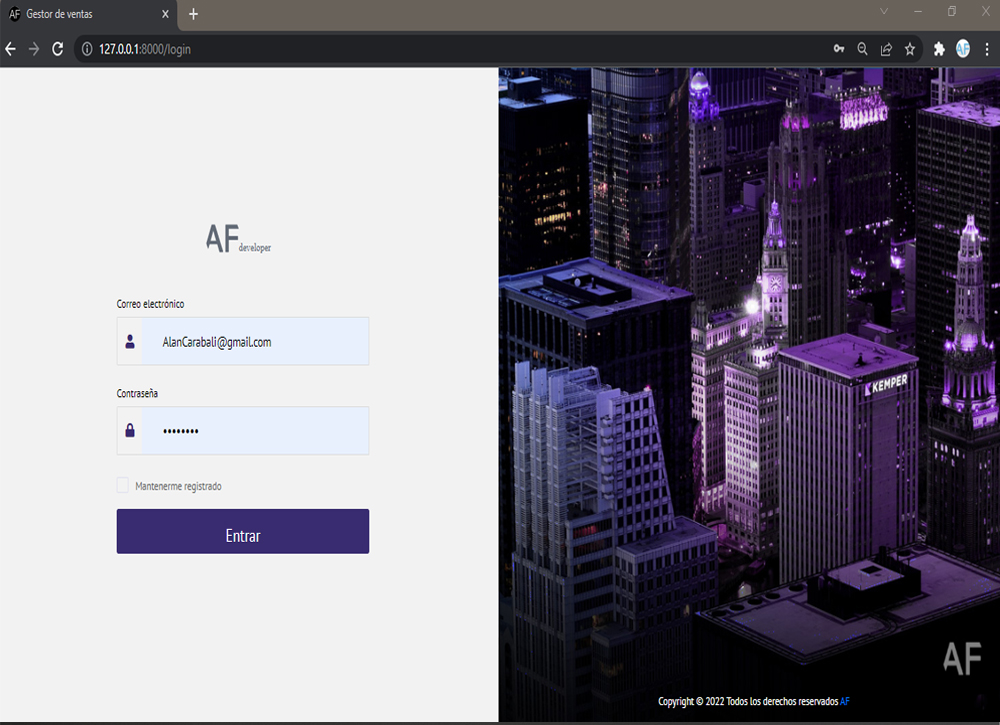 AF Gestor de ventas
127.0.0.1:8000/login
AF
AF developer
Correo electrónico
AlanCarabali@gmail.com
Contraseña
••••••••
Mantenerme registrado
Entrar
KEMPER
AF
Copyright © 2022 Todos los derechos reservados AF